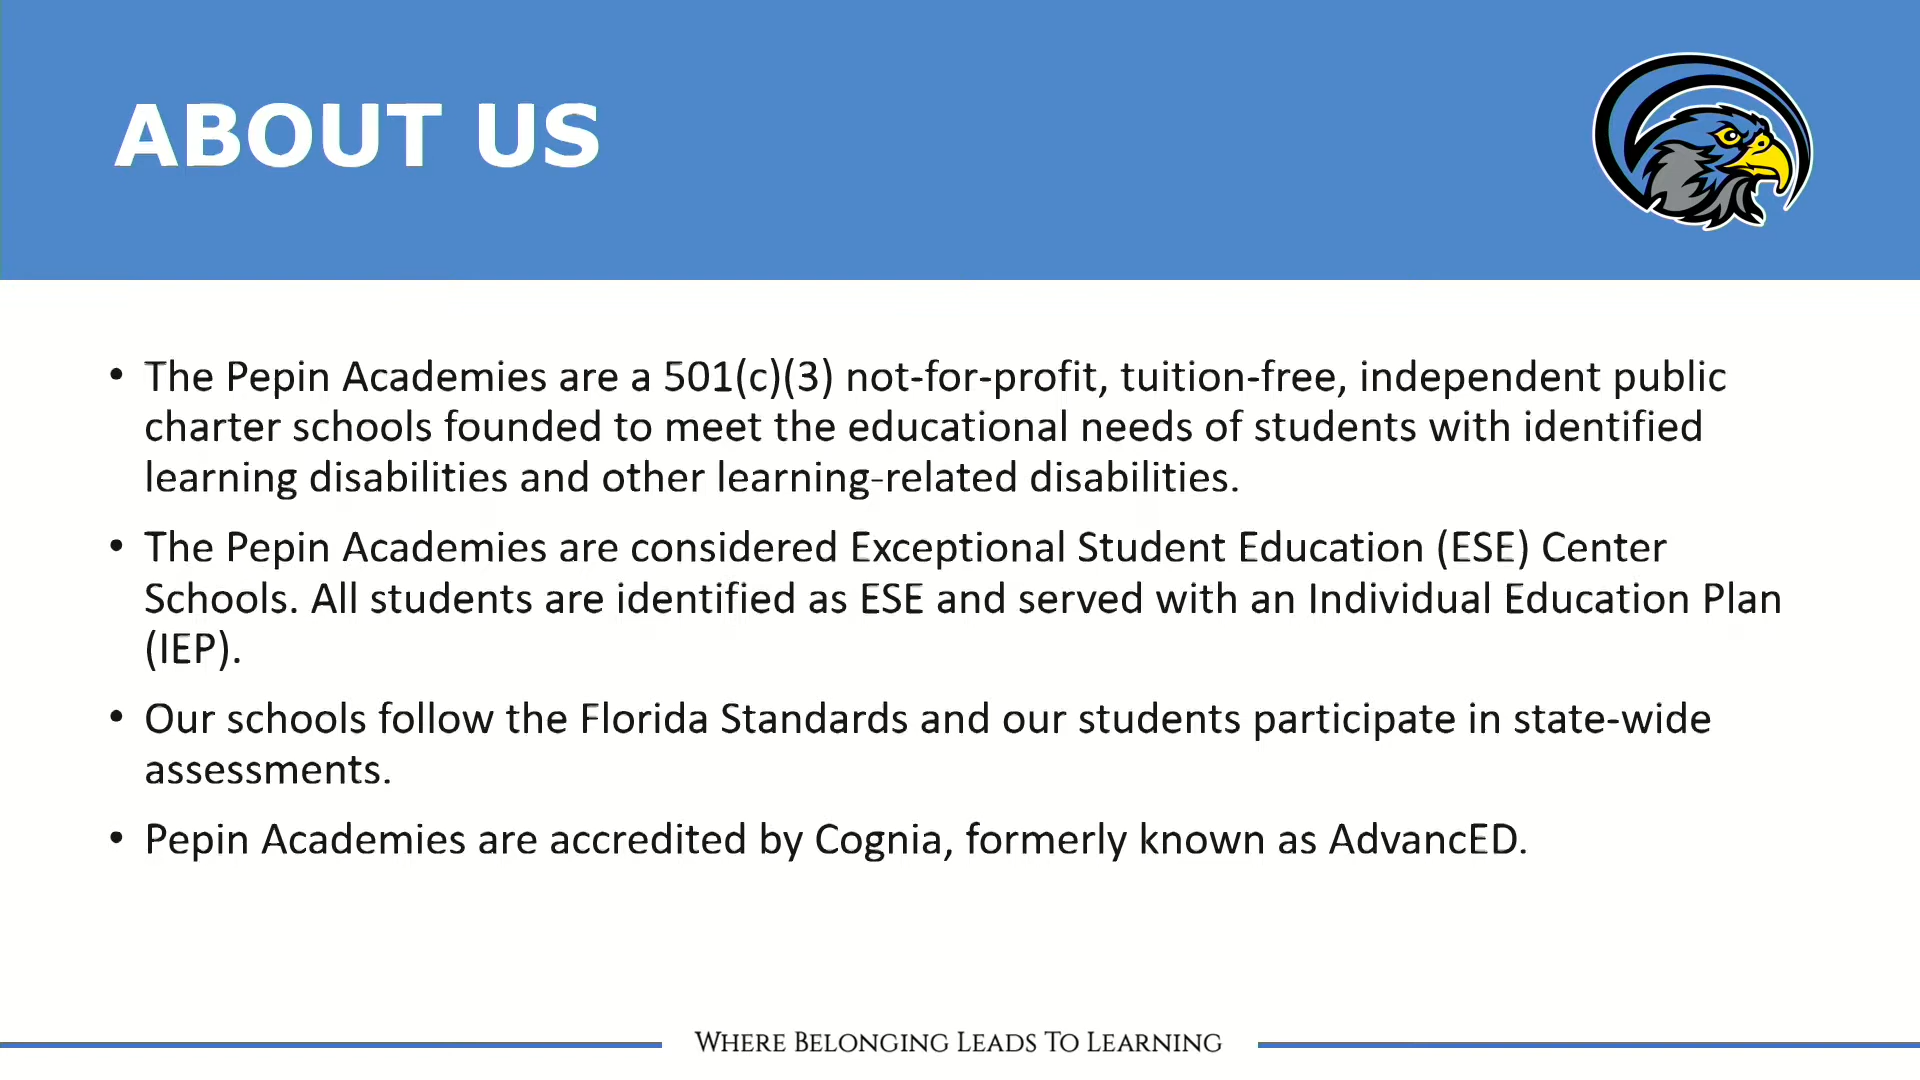 ABOUT US
• The Pepin Academies are a 501(c)(3) not-for-profit, tuition-free, independent public
charter schools founded to meet the educational needs of students with identified
learning disabilities and other learning-related disabilities.
• The Pepin Academies are considered Exceptional Student Education (ESE) Center
Schools. All students are identified as ESE and served with an Individual Education Plan
(IEP).
• Our schools follow the Florida Standards and our students participate in state-wide
assessments.
• Pepin Academies are accredited by Cognia, formerly known as AdvancED.
WHERE BELONGING LEADS TO LEARNING